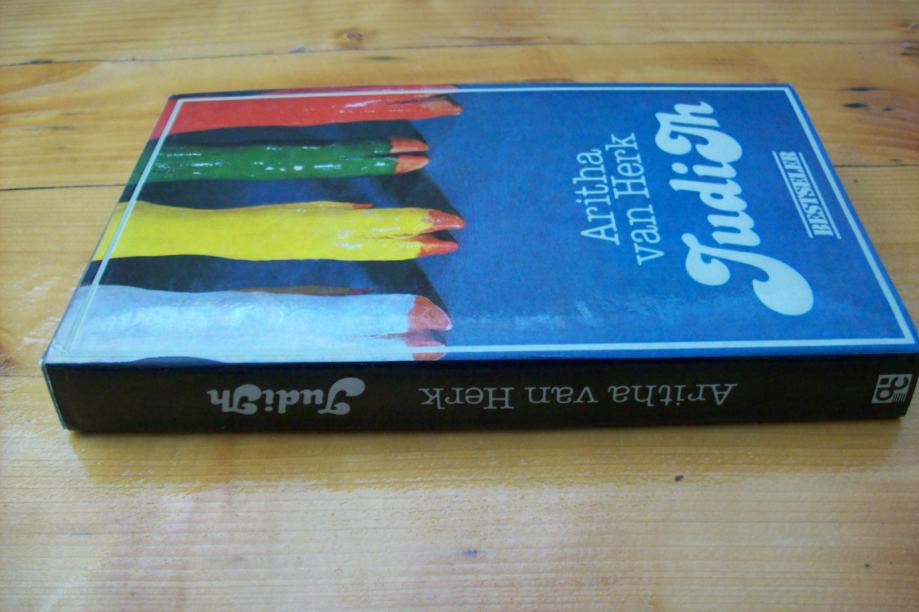 Aritha
van Herk
JudiTh
BESTSELER
Aritha van Herk JudiTh